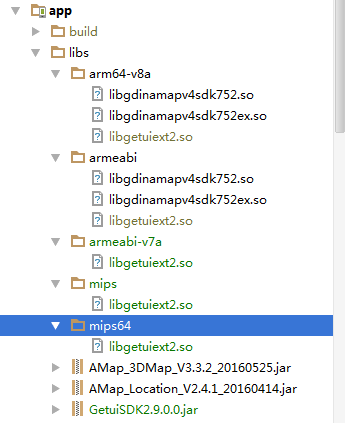 app
build
libs
arm64-v8a
libgdinamapv4sdk752.so
libgdinamapv4sdk752ex.so
libgetuiext2.so
armeabi
libgdinamapv4sdk752.so
libgdinamapv4sdk752ex.so
libgetuiext2.so
armeabi-v7a
libgetuiext2.so
mips
libgetuiext2.so
mips64
libgetuiext2.so
AMap_3DMap_V3.3.2_20160525.jar
AMap_Location_V2.4.1_20160414.jar
GetuiSDK2.9.0.0.jar